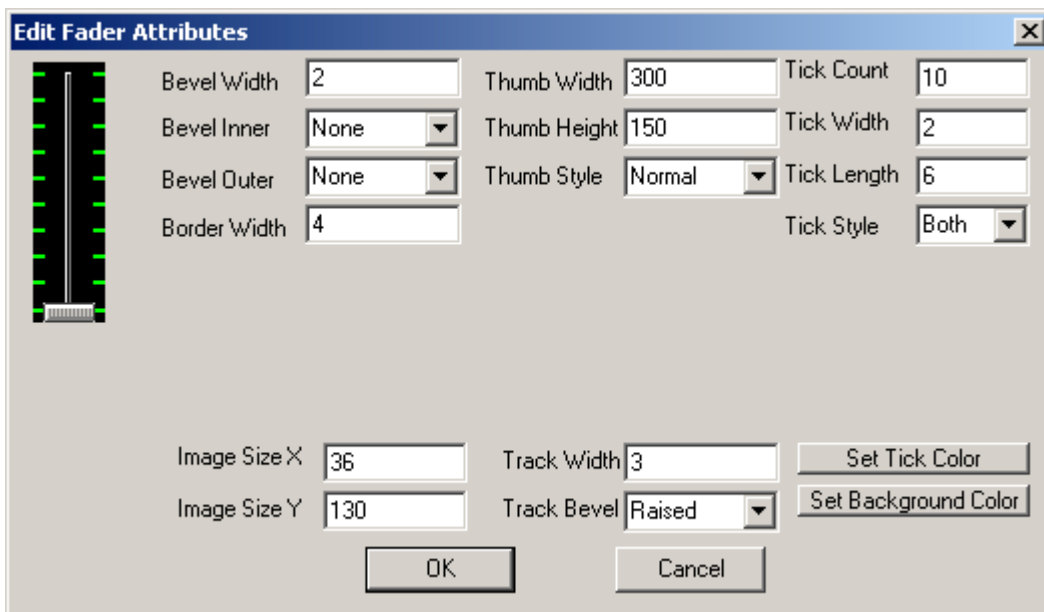 Edit Fader Attributes
Bevel Width 2 Thumb Width 300 Tick Count 10
Bevel Inner None Thumb Height 150 Tick Width 2
Bevel Outer None Thumb Style Normal Tick Length 6
Border Width 4 Tick Style Both
Image Size X 36 Track Width 3 Set Tick Color
Image Size Y 130 Track Bevel Raised Set Background Color
OK Cancel